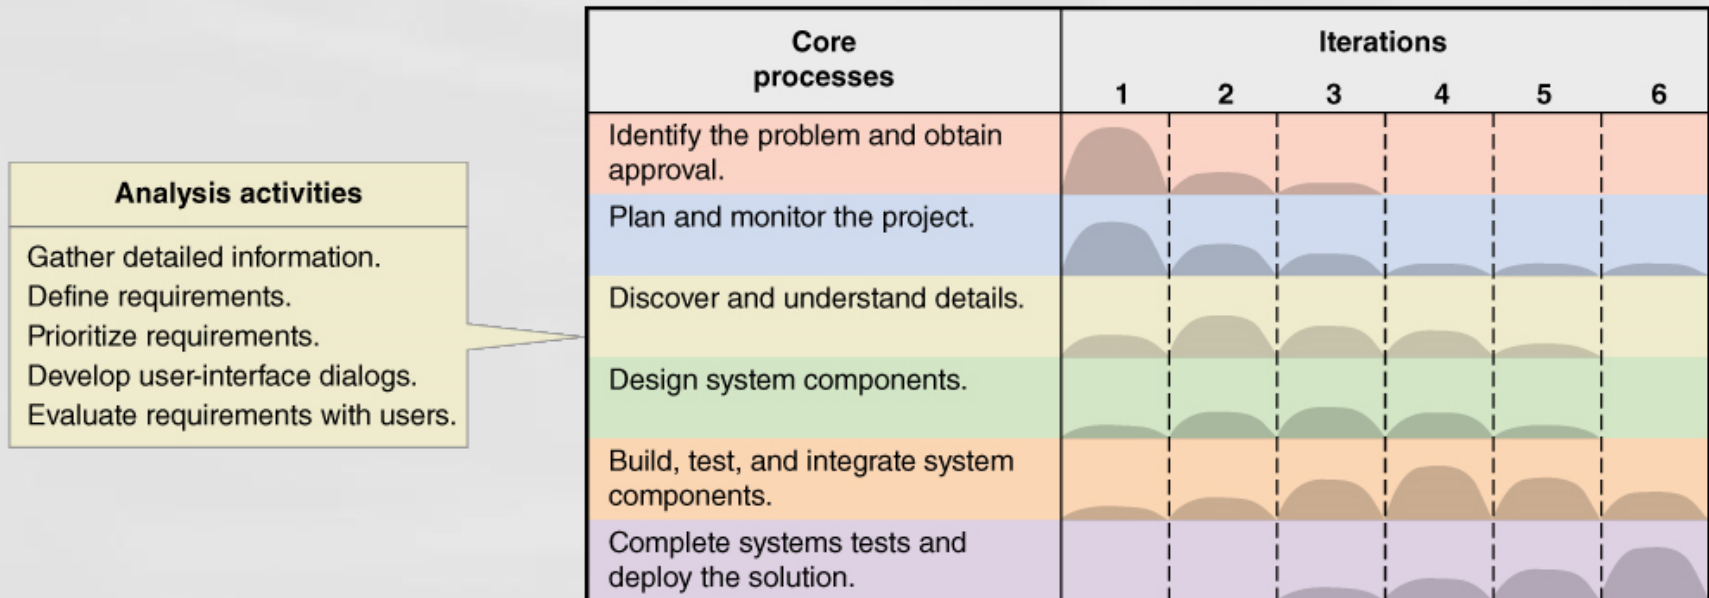 Analysis activities
Gather detailed information.
Define requirements.
Prioritize requirements.
Develop user-interface dialogs.
Evaluate requirements with users.
Core
processes
Iterations
1 2 3 4 5 6
Identify the problem and obtain
approval.
Plan and monitor the project.
Discover and understand details.
Design system components.
Build, test, and integrate system
components.
Complete systems tests and
deploy the solution.